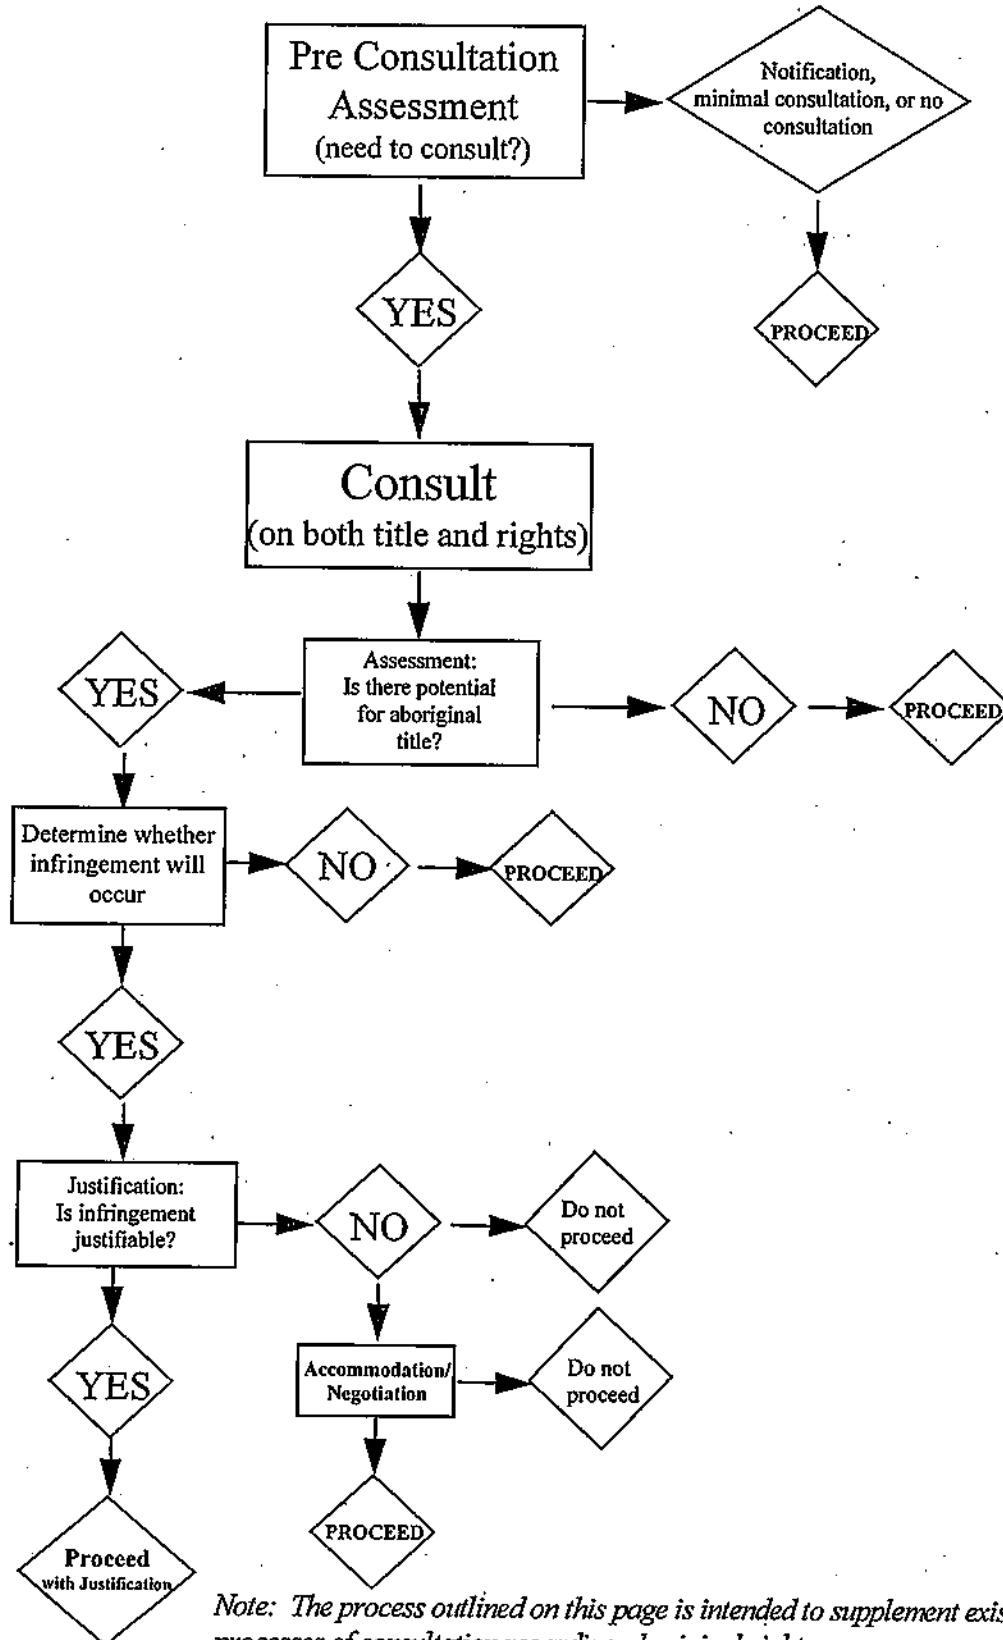 Pre Consultation
Assessment
(need to consult?)
Notification,
minimal consultation, or no
consultation
YES
PROCEED
Consult
(on both title and rights)
Assessment:
Is there potential
for aboriginal
title?
YES
NO
PROCEED
Determine whether
infringement will
occur
NO
PROCEED
YES
Justification:
Is infringement
justifiable?
NO
Do not
proceed
YES
Accommodation/
Negotiation
Do not
proceed
PROCEED
Proceed
with Justification
Note: The process outlined on this page is intended to supplement exis